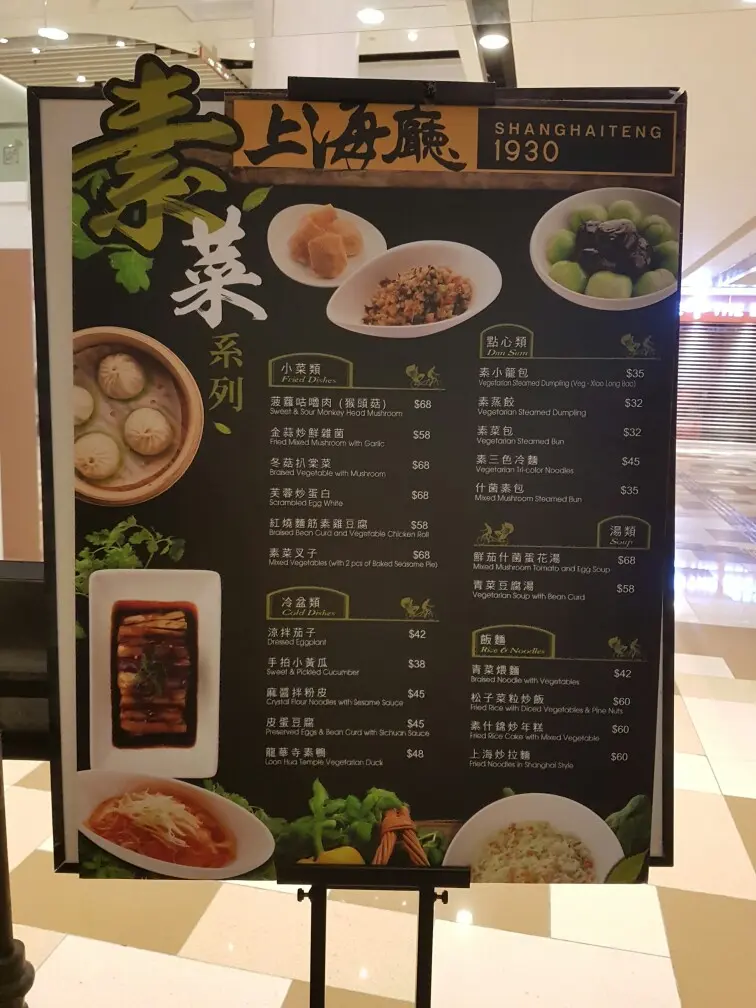 素菜系列、
上海廳
SHANGHAITENG
1930
小菜類
Fried Dishes
菠蘿咕嚕肉（猴頭菇） $68
Sweet & Sour Monkey Head Mushroom
金蒜炒鮮雜菌 $58
Fried Mixed Mushroom with Garlic
冬菇扒棠菜 $68
Braised Vegetable with Mushroom
芙蓉炒蛋白 $68
Scrambled Egg White
紅燒麵筋素雞豆腐 $58
Braised Bean Curd and Vegetable Chicken Roll
素菜叉子 $68
Mixed Vegetables (with 2 pcs of Baked Seasame Pie)
冷盆類
Cold Dishes
涼拌茄子 $42
Dressed Eggplant
手拍小黃瓜 $38
Sweet & Pickled Cucumber
麻醬拌粉皮 $45
Crystal Flour Noodles with Sesame Sauce
皮蛋豆腐 $45
Preserved Eggs & Bean Curd with Sichuan Sauce
龍華寺素鴨 $48
Loon Hua Temple Vegetarian Duck
點心類
Dim Sum
素小籠包 $35
Vegetarian Steamed Dumpling (Veg - Xiao Long Bao)
素蒸餃 $32
Vegetarian Steamed Dumpling
素菜包 $32
Vegetarian Steamed Bun
素三色冷麵 $45
Vegetarian Tri-color Noodles
什菌素包 $35
Mixed Mushroom Steamed Bun
湯類
Soup
鮮茄什菌蛋花湯 $68
Mixed Mushroom Tomato and Egg Soup
青菜豆腐湯 $58
Vegetarian Soup with Bean Curd
飯麵
Rice & Noodles
青菜煨麵 $42
Braised Noodle with Vegetables
松子菜粒炒飯 $60
Fried Rice with Diced Vegetables & Pine Nuts
素什錦炒年糕 $60
Fried Rice Cake with Mixed Vegetable
上海炒拉麵 $60
Fried Noodles in Shanghai Style